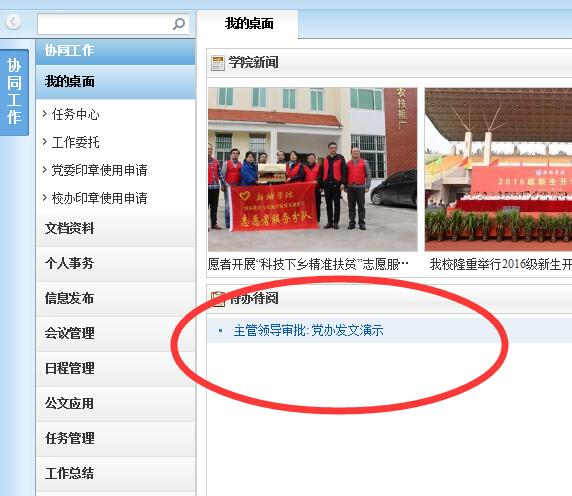 协同工作
协同工作
我的桌面
任务中心
工作委托
党委印章使用申请
校办印章使用申请
文档资料
个人事务
信息发布
会议管理
日程管理
公文应用
任务管理
工作总结
我的桌面
学院新闻
农技推广
志愿者服务分队
2016级新生开
愿者开展“科技下乡精准扶贫”志愿服···
我校隆重举行2016级新生开
待办待阅
主管领导审批: 党办发文演示